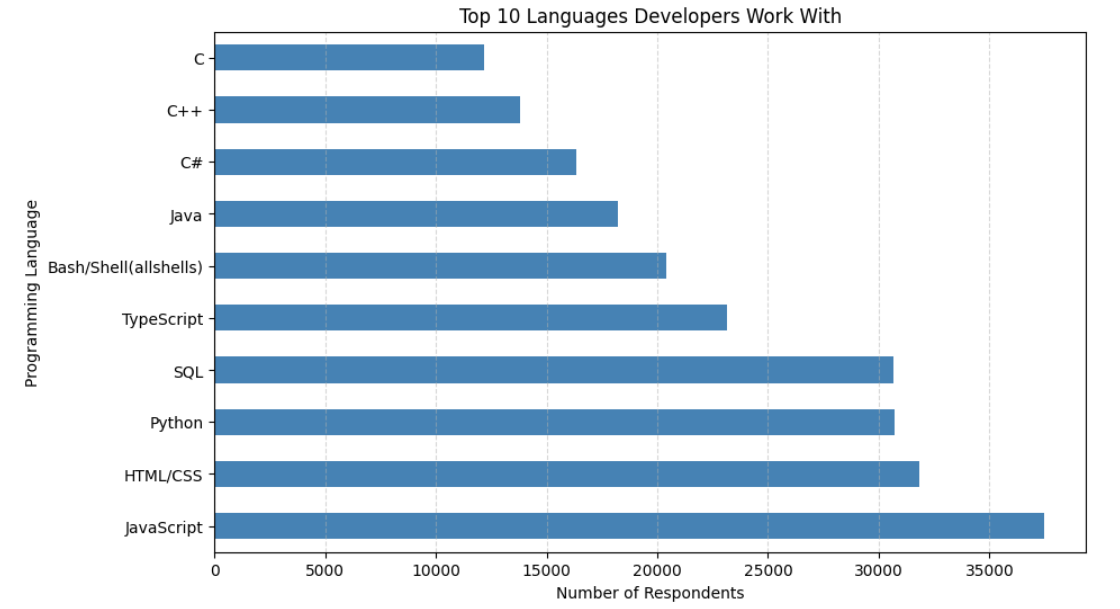 Top 10 Languages Developers Work With
C
C++
C#
Java
Bash/Shell(allshells)
TypeScript
SQL
Python
HTML/CSS
JavaScript
Programming Language
0 5000 10000 15000 20000 25000 30000 35000
Number of Respondents